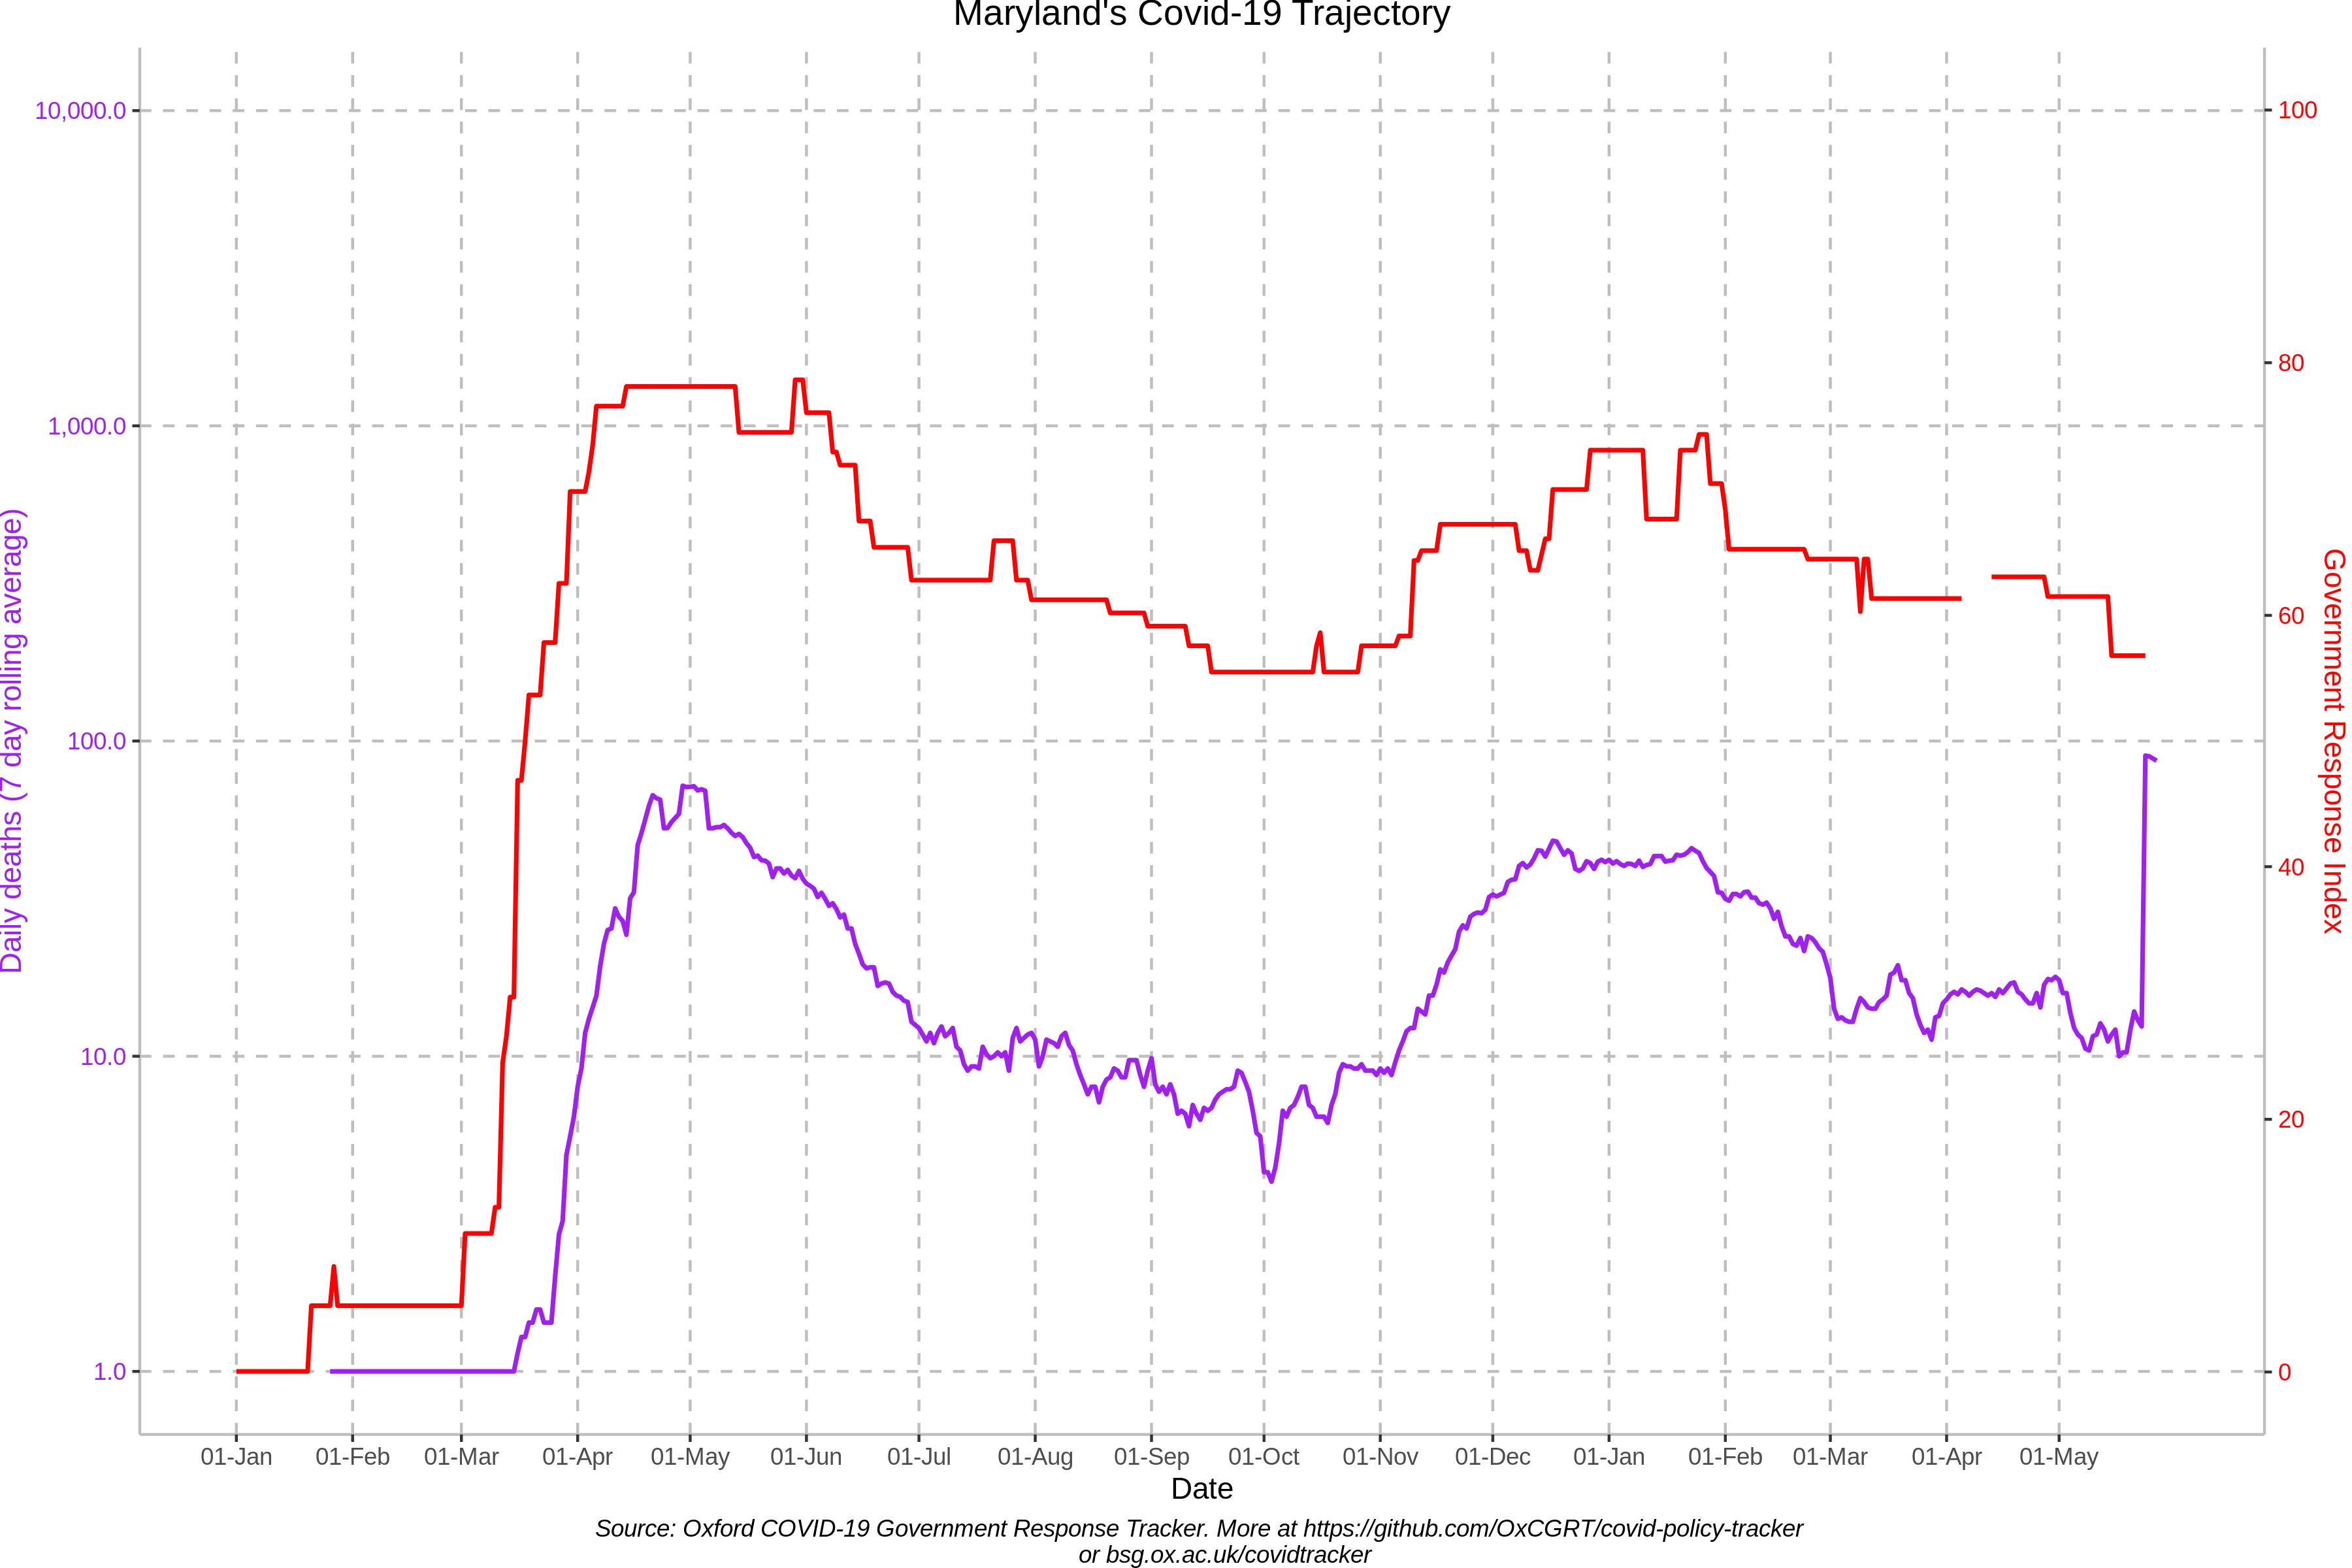 Maryland's Covid-19 Trajectory
10,000.0
1,000.0
100.0
10.0
1.0
Daily deaths (7 day rolling average)
100
80
60
40
20
0
Government Response Index
01-Jan 01-Feb 01-Mar 01-Apr 01-May 01-Jun 01-Jul 01-Aug 01-Sep 01-Oct 01-Nov 01-Dec 01-Jan 01-Feb 01-Mar 01-Apr 01-May
Date
Source: Oxford COVID-19 Government Response Tracker. More at https://github.com/OxCGRT/covid-policy-tracker
or bsg.ox.ac.uk/covidtracker